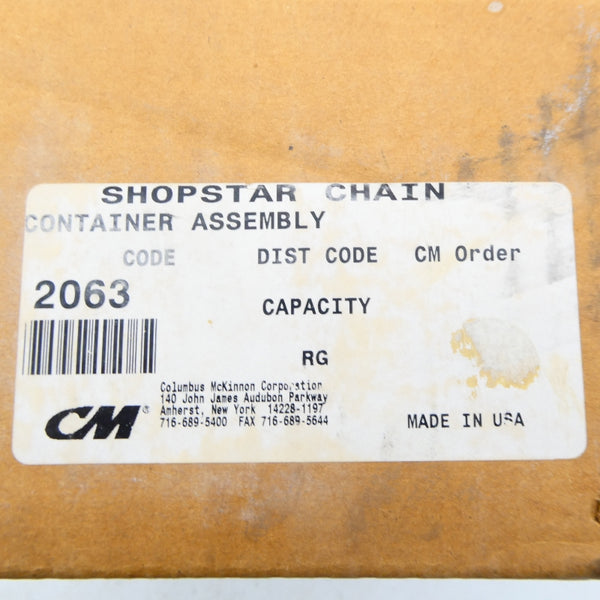 SHOPSTAR CHAIN
CONTAINER ASSEMBLY
CODE DIST CODE CM Order
2063
CAPACITY
RG
Columbus McKinnon Corporation
140 John James Audubon Parkway
Amherst, New York 14228-1197
716-689-5400 FAX 716-689-5644
CM®
MADE IN USA